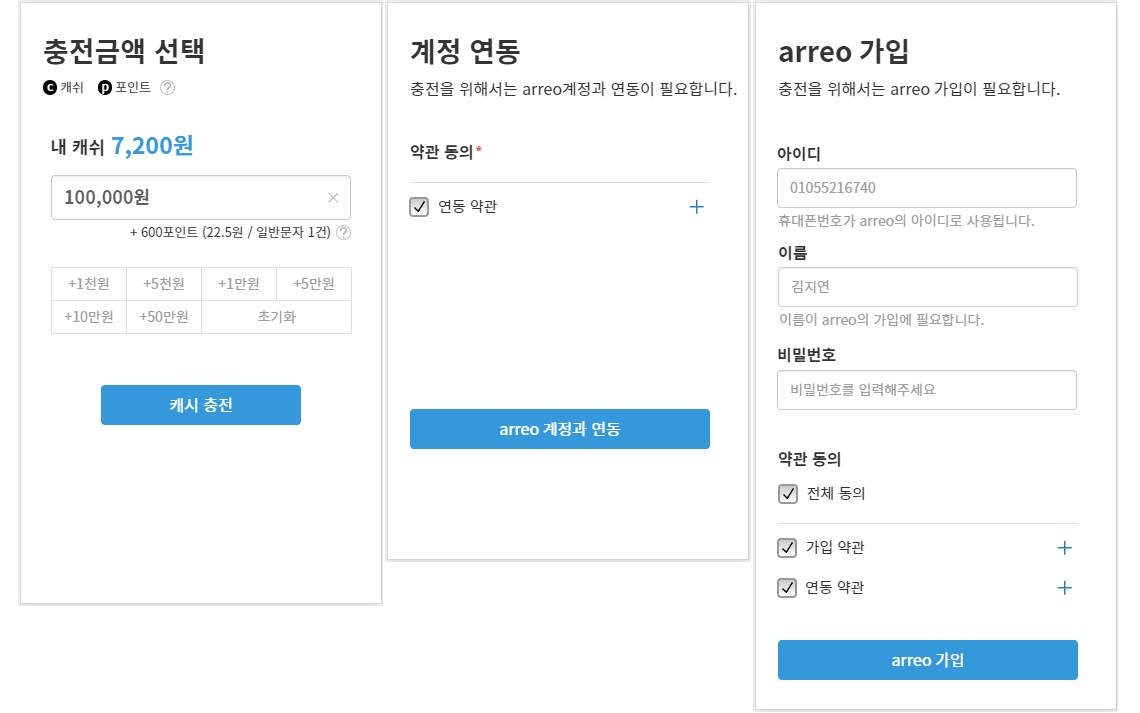 충전금액 선택
c 캐쉬 p 포인트 ?
내 캐쉬 7,200원
100,000원 ×
+ 600포인트 (22.5원 / 일반문자 1건) ?
+1천원 +5천원 +1만원 +5만원
+10만원 +50만원 초기화
캐시 충전
계정 연동
충전을 위해서는 arreo계정과 연동이 필요합니다.
약관 동의*
연동 약관 +
arreo 계정과 연동
arreo 가입
충전을 위해서는 arreo 가입이 필요합니다.
아이디
01055216740
휴대폰번호가 arreo의 아이디로 사용됩니다.
이름
김지연
이름이 arreo의 가입에 필요합니다.
비밀번호
비밀번호를 입력해주세요
약관 동의
전체 동의
가입 약관 +
연동 약관 +
arreo 가입